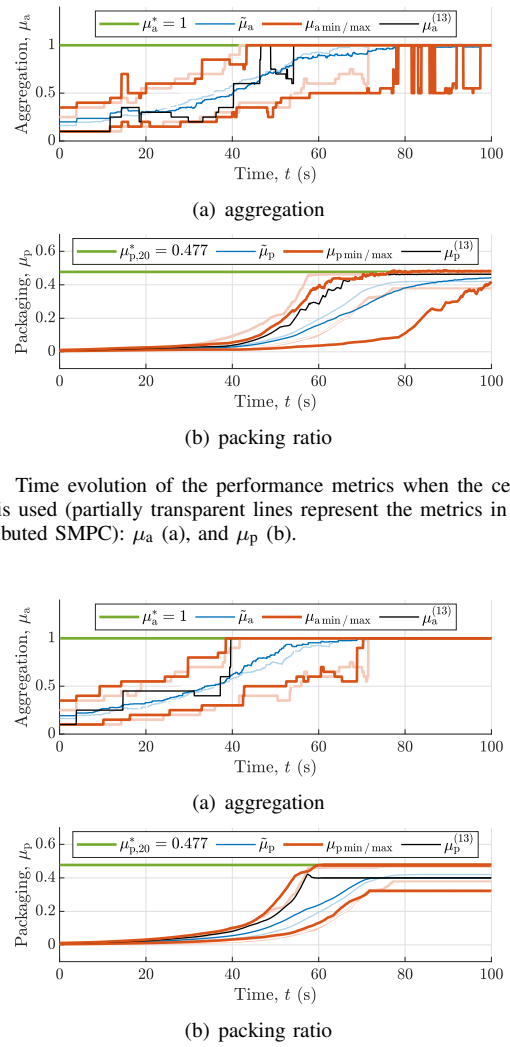 μ*ₐ = 1 μ̃ₐ μₐ min / max μₐ⁽¹³⁾
Aggregation, μₐ
1
0.5
0
0 20 40 60 80 100
Time, t (s)
(a) aggregation
μ*ₚ,₂₀ = 0.477 μ̃ₚ μₚ min / max μₚ⁽¹³⁾
Packaging, μₚ
0.6
0.4
0.2
0
0 20 40 60 80 100
Time, t (s)
(b) packing ratio
Time evolution of the performance metrics when the ce
is used (partially transparent lines represent the metrics in
buted SMPC): μₐ (a), and μₚ (b).
μ*ₐ = 1 μ̃ₐ μₐ min / max μₐ⁽¹³⁾
Aggregation, μₐ
1
0.5
0
0 20 40 60 80 100
Time, t (s)
(a) aggregation
μ*ₚ,₂₀ = 0.477 μ̃ₚ μₚ min / max μₚ⁽¹³⁾
Packaging, μₚ
0.6
0.4
0.2
0
0 20 40 60 80 100
Time, t (s)
(b) packing ratio